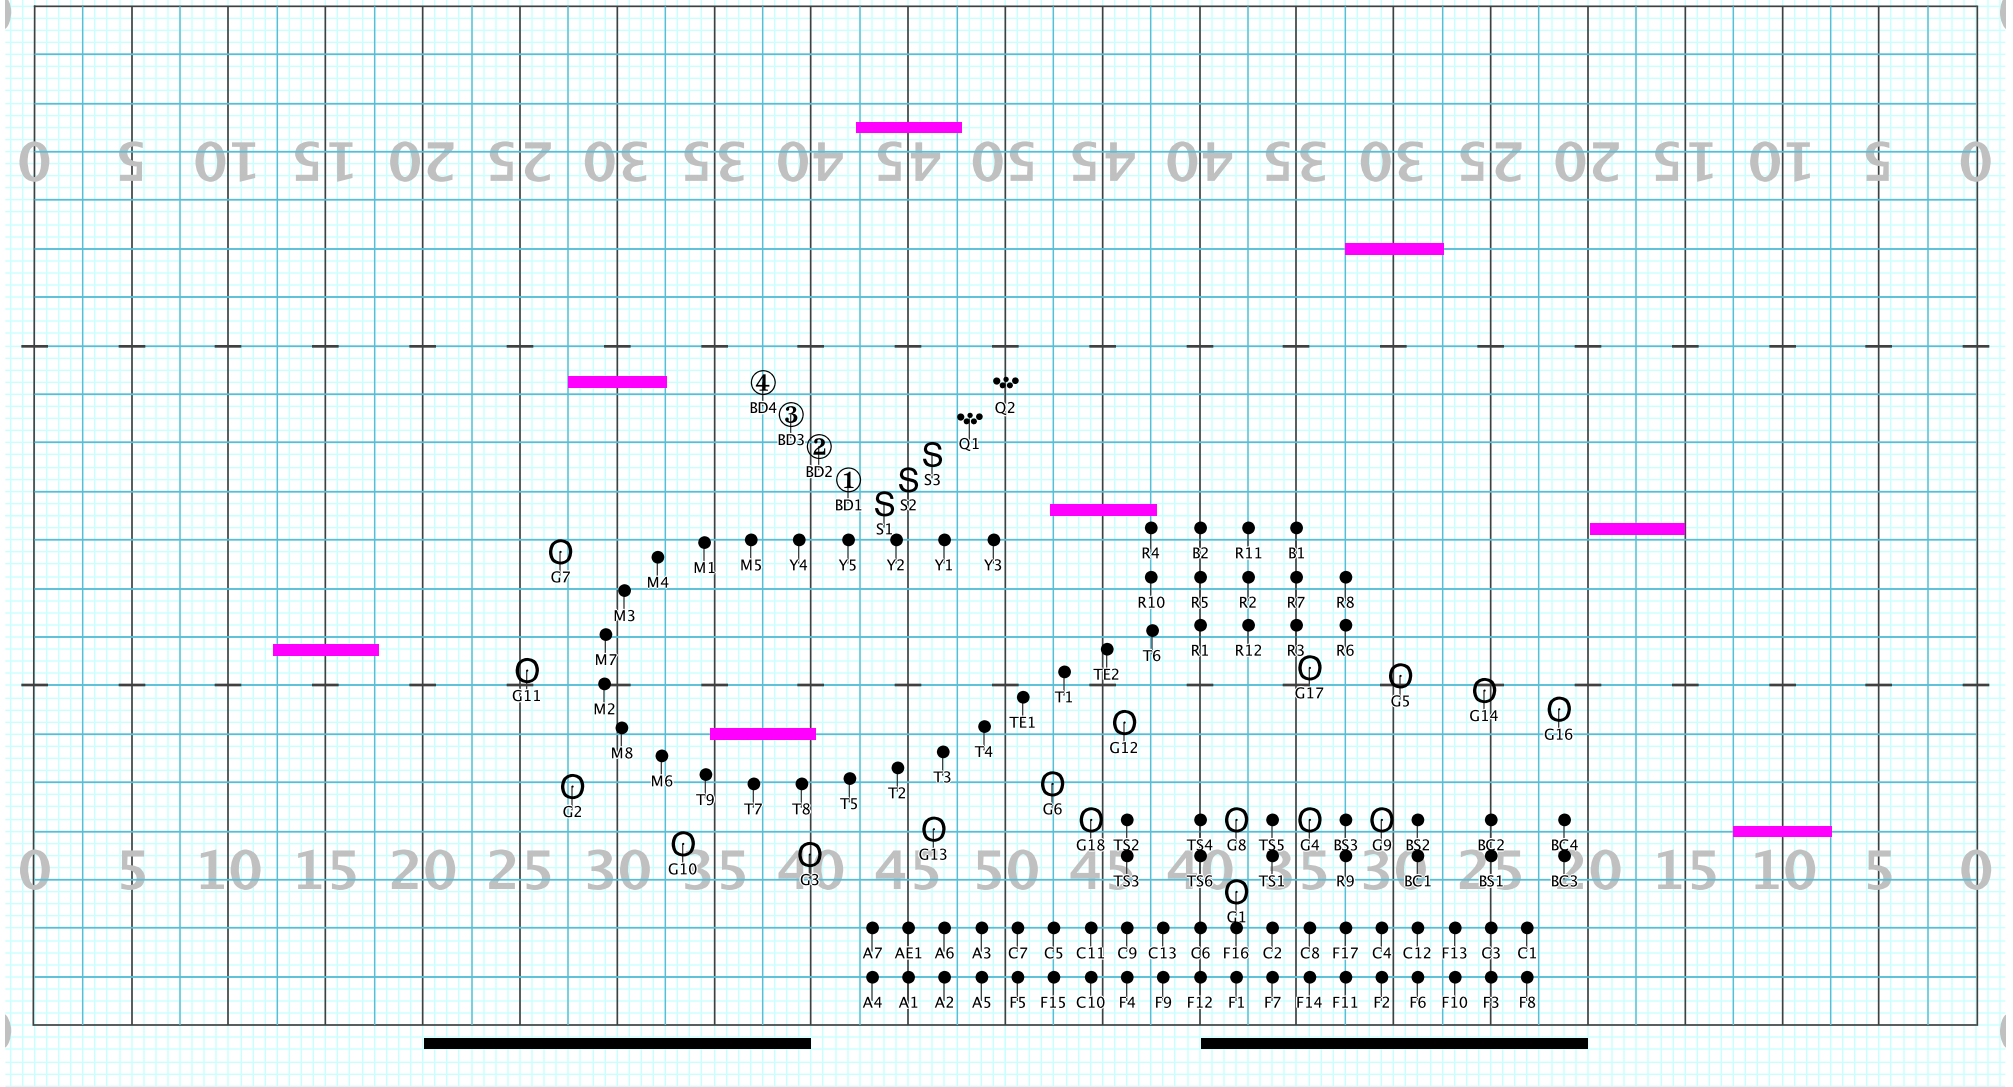 0 5 10 15 20 25 30 35 40 45 50 45 40 35 30 25 20 15 10 5 0
4
BD4 Q2
3
BD3 Q1
2
BD2 S S3
1 S
BD1 S S2
S1
R4 B2 R11 B1
G7 M4 M1 M5 Y4 Y5 Y2 Y1 Y3
M3 R10 R5 R2 R7 R8
M7 T6 R1 R12 R3 R6
G11 M2 T1 TE2 G17 G5
TE1 G14 G16
M8 T4 G12
M6 T9 T7 T8 T5 T2 T3
G2 G6
G18 TS2 TS4 G8 TS5 G4 BS3 G9 BS2 BC2 BC4
G10 G3 G13
0 5 10 15 20 25 30 35 40 45 50 45 40 35 30 25 20 15 10 5 0
TS3 TS6 TS1 R9 BC1 BS1 BC3
G1
A7 AE1 A6 A3 C7 C5 C11 C9 C13 C6 F16 C2 C8 F17 C4 C12 F13 C3 C1
A4 A1 A2 A5 F5 F15 C10 F4 F9 F12 F1 F7 F14 F11 F2 F6 F10 F3 F8